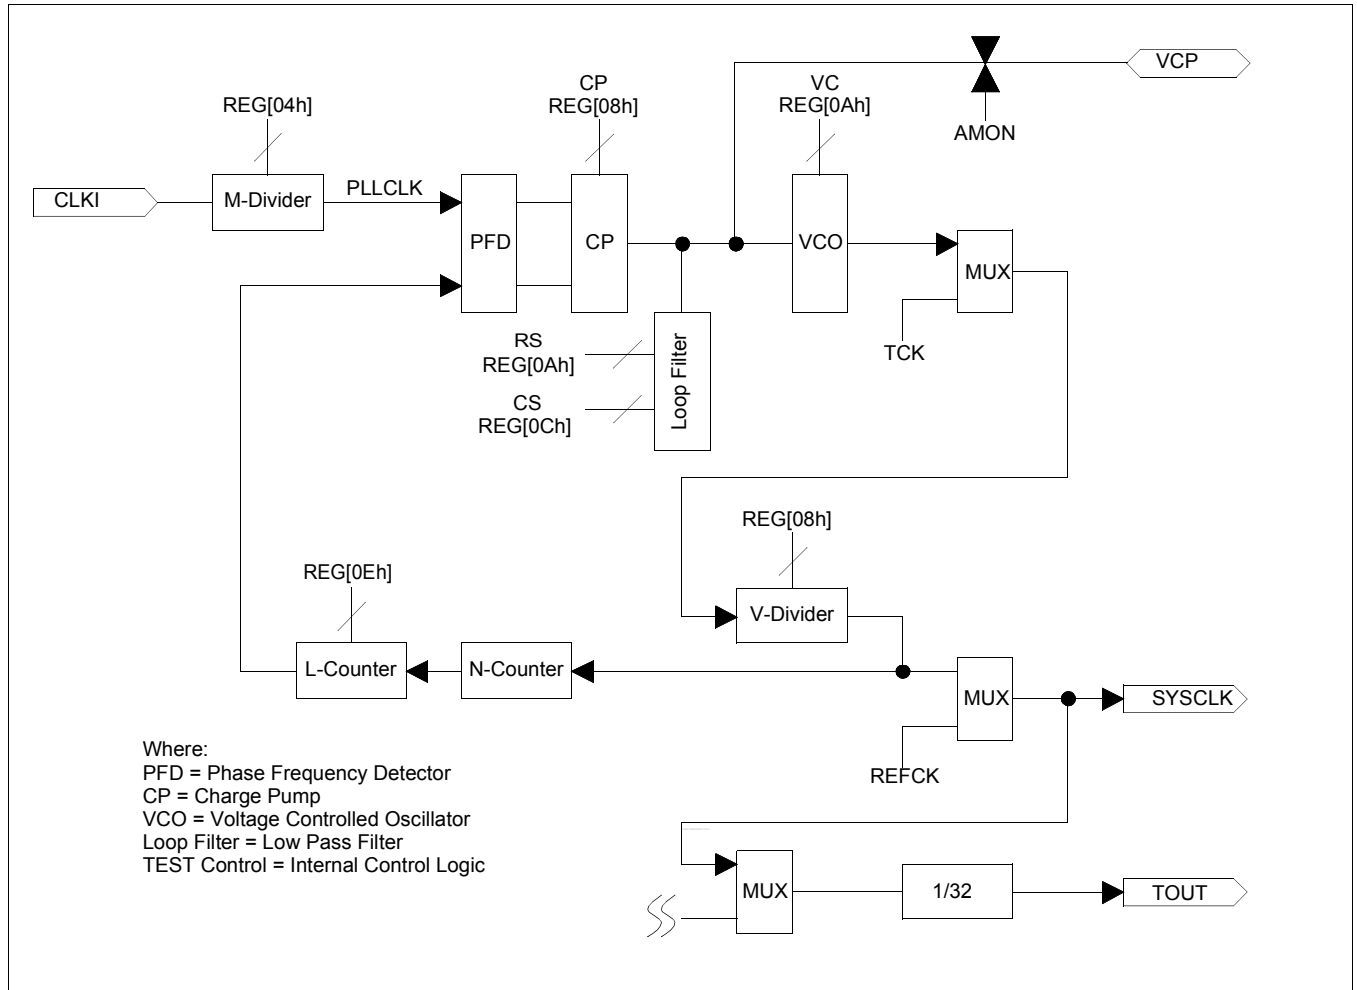 VCP
CP
REG[08h]
VC
REG[0Ah]
REG[04h]
AMON
CLKI
M-Divider
PLLCLK
PFD
CP
VCO
MUX
RS
REG[0Ah]
CS
REG[0Ch]
Loop Filter
TCK
REG[08h]
V-Divider
REG[0Eh]
L-Counter
N-Counter
MUX
SYSCLK
REFCK
Where:
PFD = Phase Frequency Detector
CP = Charge Pump
VCO = Voltage Controlled Oscillator
Loop Filter = Low Pass Filter
TEST Control = Internal Control Logic
MUX
1/32
TOUT